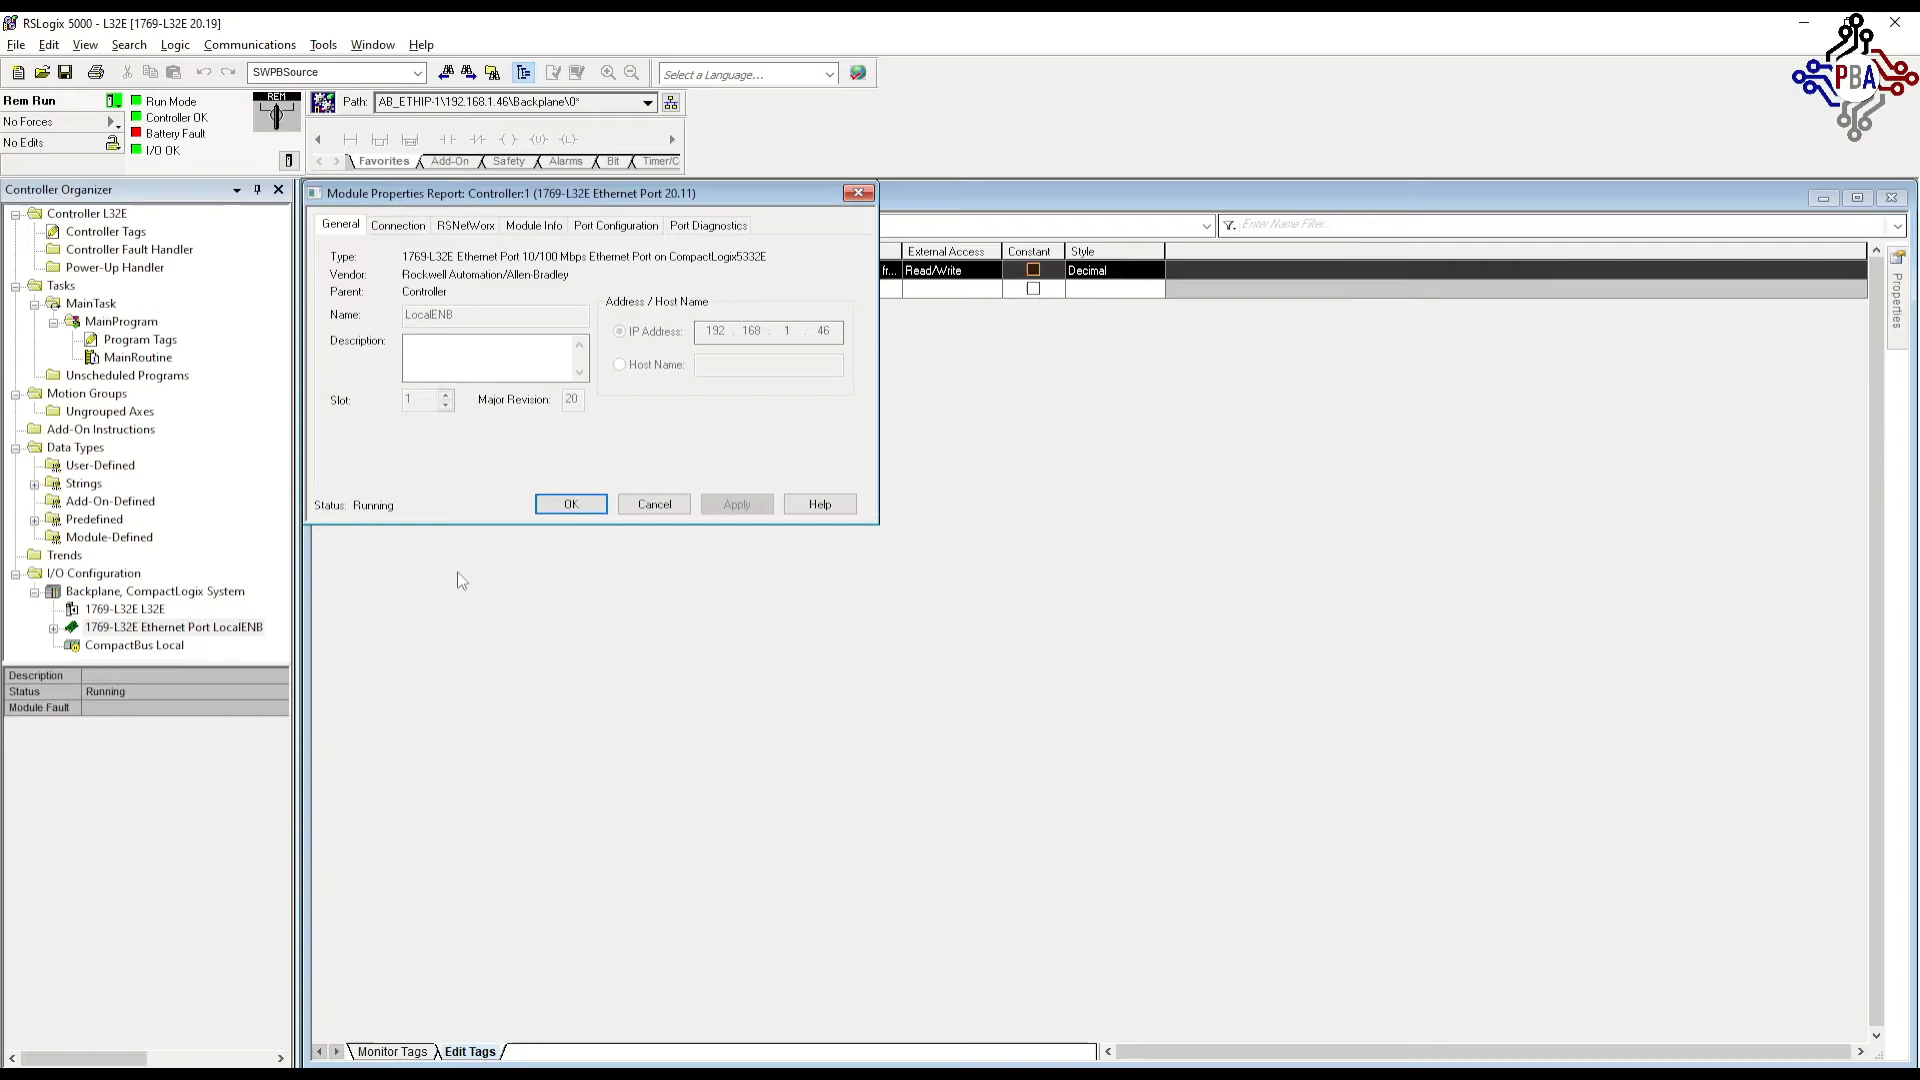 RSLogix 5000 - L32E [1769-L32E 20.19]
File Edit View Search Logic Communications Tools Window Help
SWPBSource
Select a Language...
PBA
Rem Run
No Forces
No Edits
Run Mode
Controller OK
Battery Fault
I/O OK
REM
Path: AB_ETHIP-1\192.168.1.46\Backplane\0*
Favorites Add-On Safety Alarms Bit Timer/C
Controller Organizer
Controller L32E
Controller Tags
Controller Fault Handler
Power-Up Handler
Tasks
MainTask
MainProgram
Program Tags
MainRoutine
Unscheduled Programs
Motion Groups
Ungrouped Axes
Add-On Instructions
Data Types
User-Defined
Strings
Add-On-Defined
Predefined
Module-Defined
Trends
I/O Configuration
Backplane, CompactLogix System
1769-L32E L32E
1769-L32E Ethernet Port LocalENB
CompactBus Local
Description
Status Running
Module Fault
Module Properties Report: Controller:1 (1769-L32E Ethernet Port 20.11)
General Connection RSNetWorx Module Info Port Configuration Port Diagnostics
Type: 1769-L32E Ethernet Port 10/100 Mbps Ethernet Port on CompactLogix5332E
Vendor: Rockwell Automation/Allen-Bradley
Parent: Controller
Name: LocalENB
Description:
Slot: 1 Major Revision: 20
Address / Host Name
IP Address: 192 . 168 . 1 . 46
Host Name:
Status: Running
OK Cancel Apply Help
Enter Name Filter...
External Access Constant Style
fr... Read/Write Decimal
Properties
Monitor Tags Edit Tags